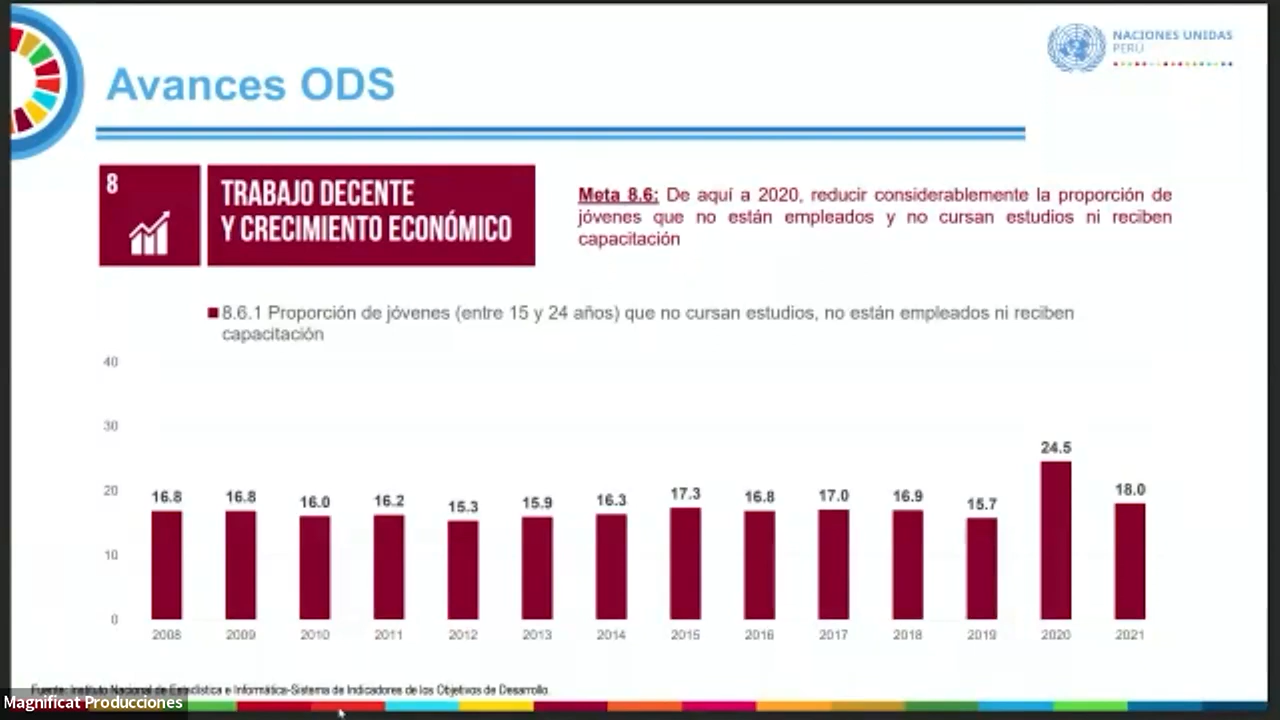 NACIONES UNIDAS
PERÚ
Avances ODS
8
TRABAJO DECENTE
Y CRECIMIENTO ECONÓMICO
Meta 8.6: De aquí a 2020, reducir considerablemente la proporción de
jóvenes que no están empleados y no cursan estudios ni reciben
capacitación
8.6.1 Proporción de jóvenes (entre 15 y 24 años) que no cursan estudios, no están empleados ni reciben
capacitación
40
30
20
10
0
16.8 16.8 16.0 16.2 15.3 15.9 16.3 17.3 16.8 17.0 16.9 15.7 24.5 18.0
2008 2009 2010 2011 2012 2013 2014 2015 2016 2017 2018 2019 2020 2021
Fuente: Instituto Nacional de Estadística e Informática-Sistema de Indicadores de los Objetivos de Desarrollo
Magnificat Producciones